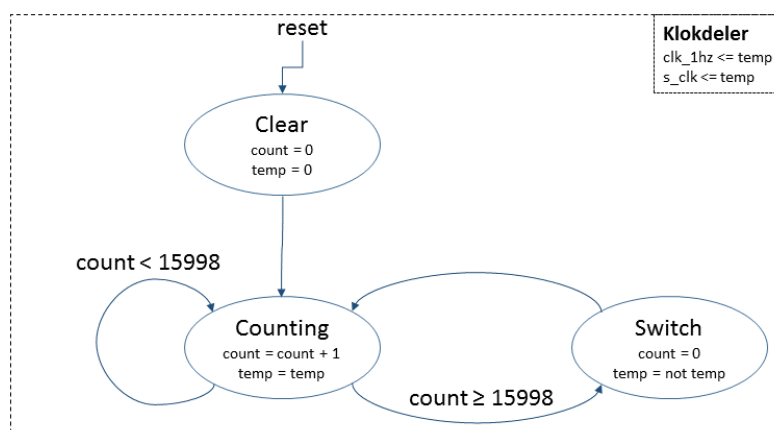 reset
Klokdeler
clk_1hz <= temp
s_clk <= temp
Clear
count = 0
temp = 0
count < 15998
Counting
count = count + 1
temp = temp
Switch
count = 0
temp = not temp
count ≥ 15998